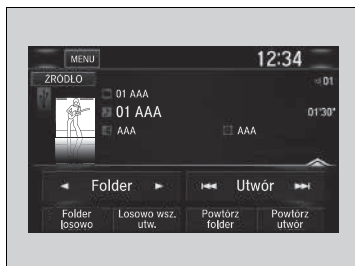 MENU
12:34
ŹRÓDŁO
01
01 AAA
01 AAA
01'30"
AAA
AAA
Folder
Utwór
Folder losowo
Losowo wsz. utw.
Powtórz folder
Powtórz utwór